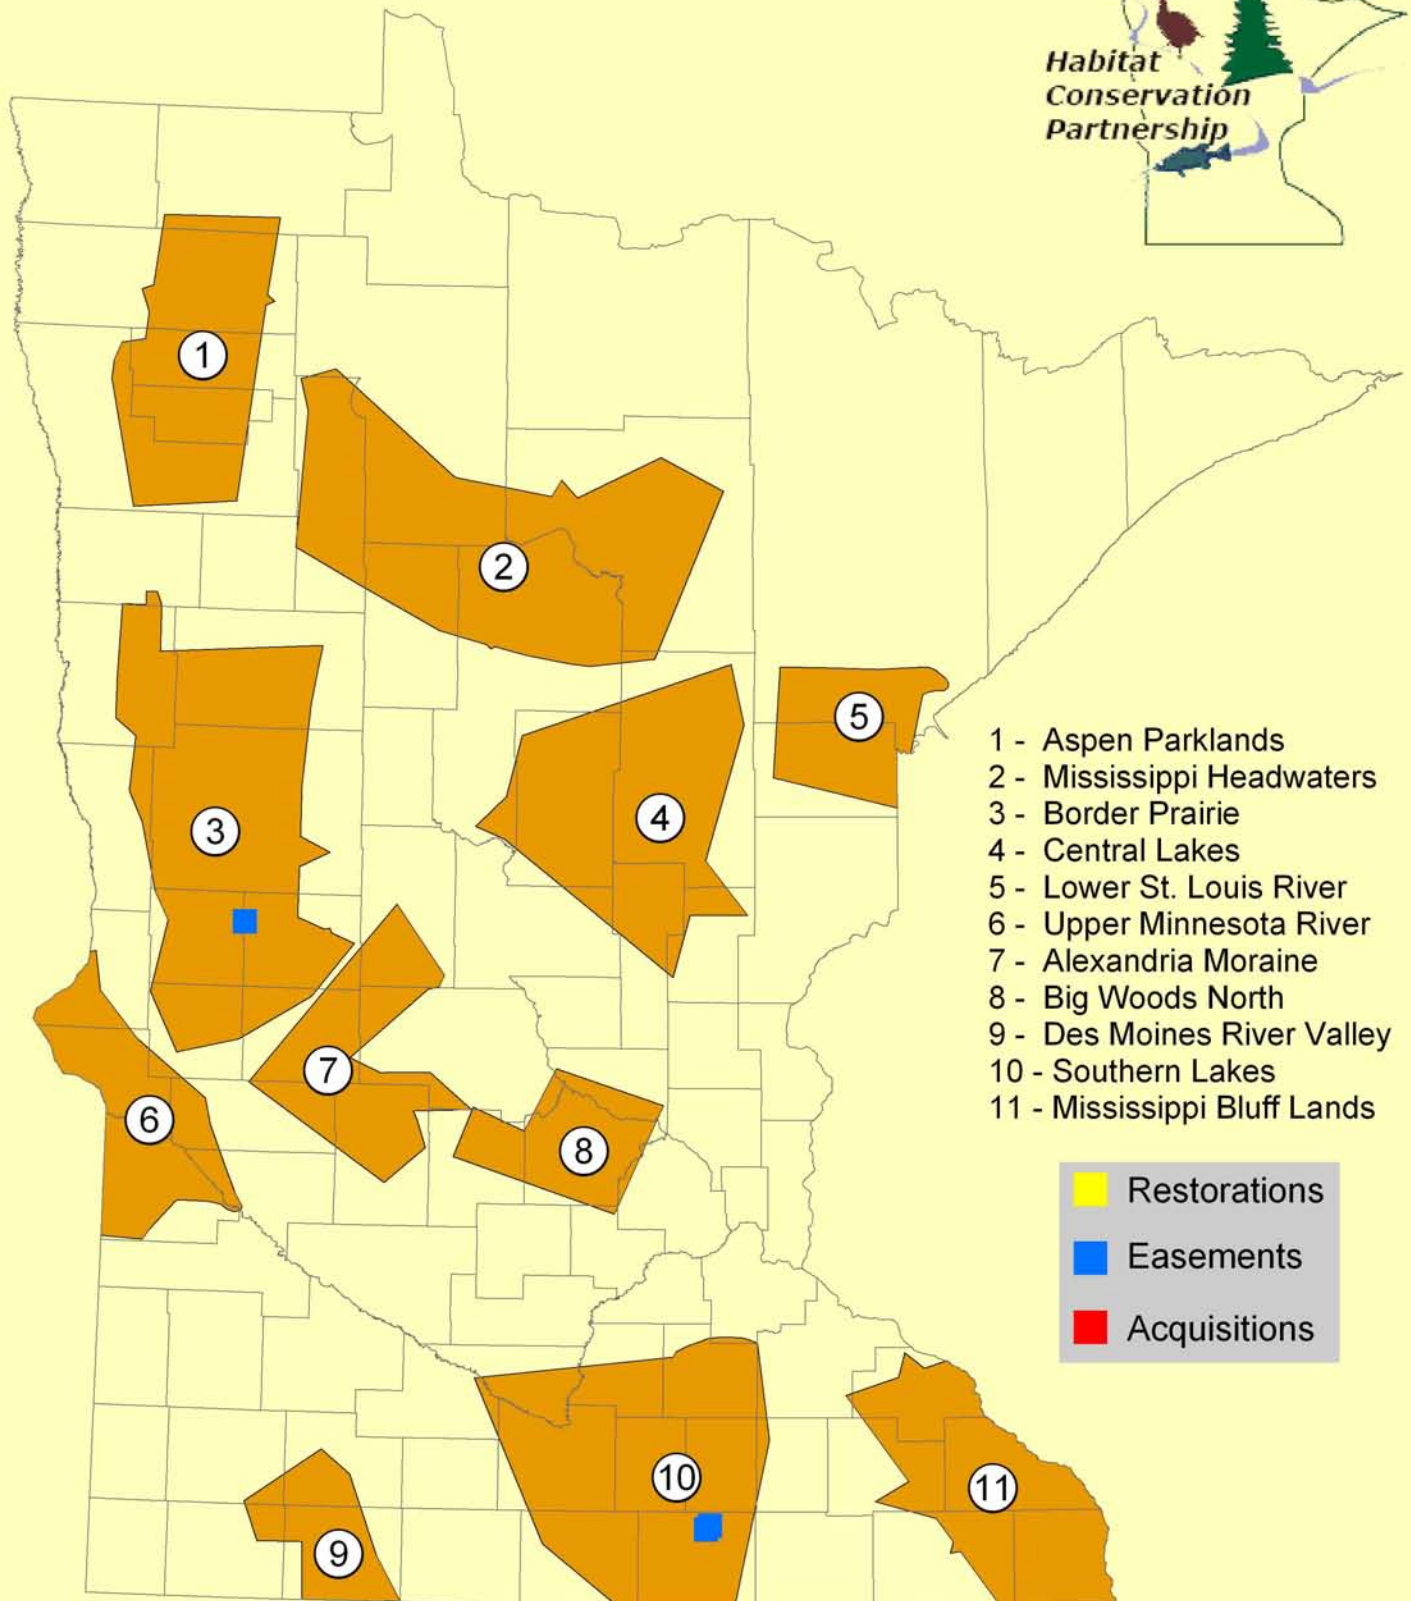 Habitat
Conservation
Partnership
1
2
3
4
5
6
7
8
9
10
11
1 - Aspen Parklands
2 - Mississippi Headwaters
3 - Border Prairie
4 - Central Lakes
5 - Lower St. Louis River
6 - Upper Minnesota River
7 - Alexandria Moraine
8 - Big Woods North
9 - Des Moines River Valley
10 - Southern Lakes
11 - Mississippi Bluff Lands
Restorations
Easements
Acquisitions